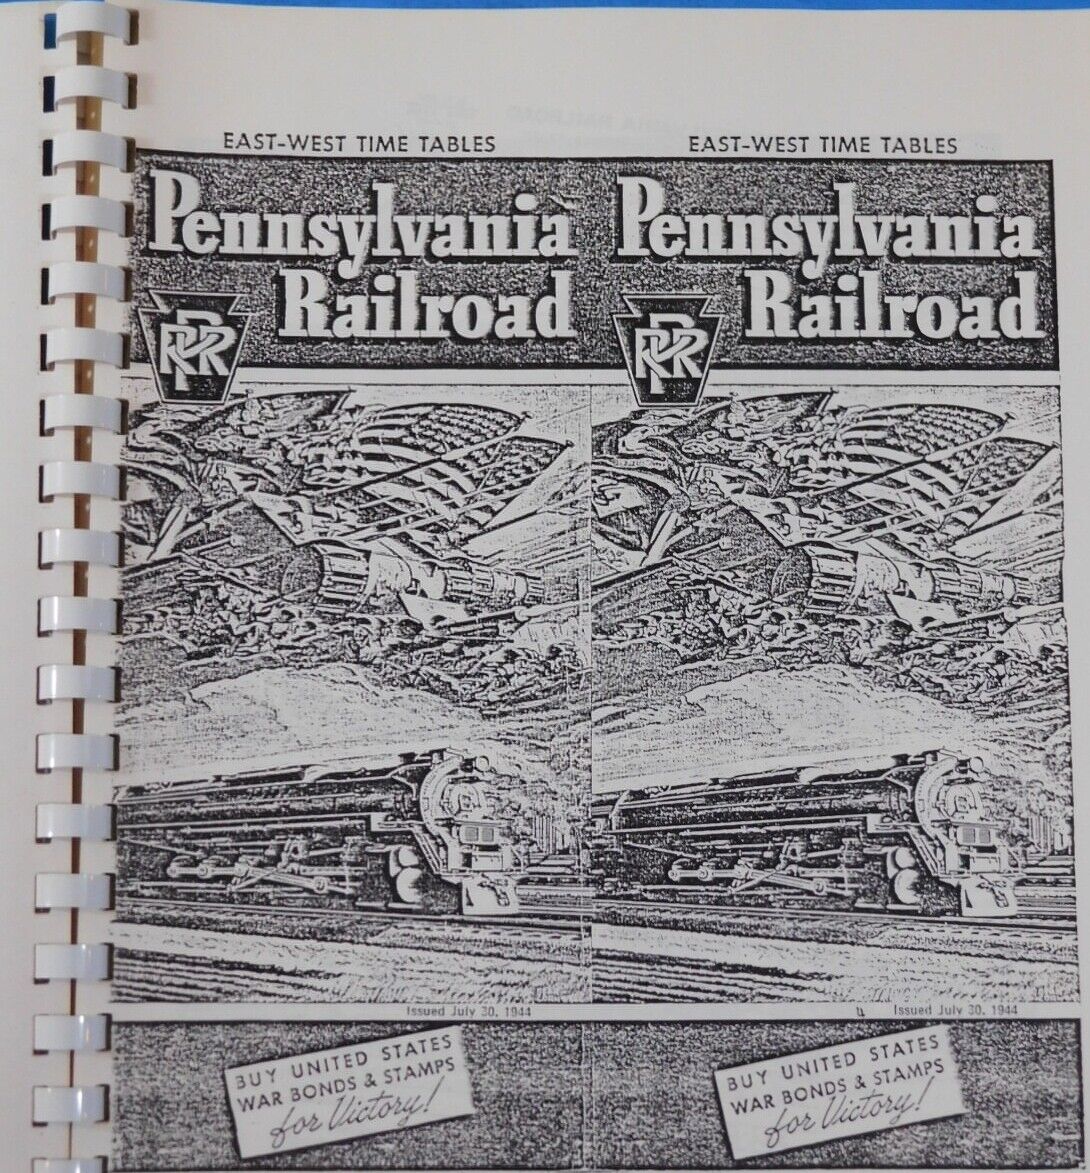 EAST-WEST TIME TABLES
Pennsylvania
Railroad
PRR
Issued July 30, 1944
BUY UNITED STATES
WAR BONDS & STAMPS
for Victory!
EAST-WEST TIME TABLES
Pennsylvania
Railroad
PRR
Issued July 30, 1944
BUY UNITED STATES
WAR BONDS & STAMPS
for Victory!